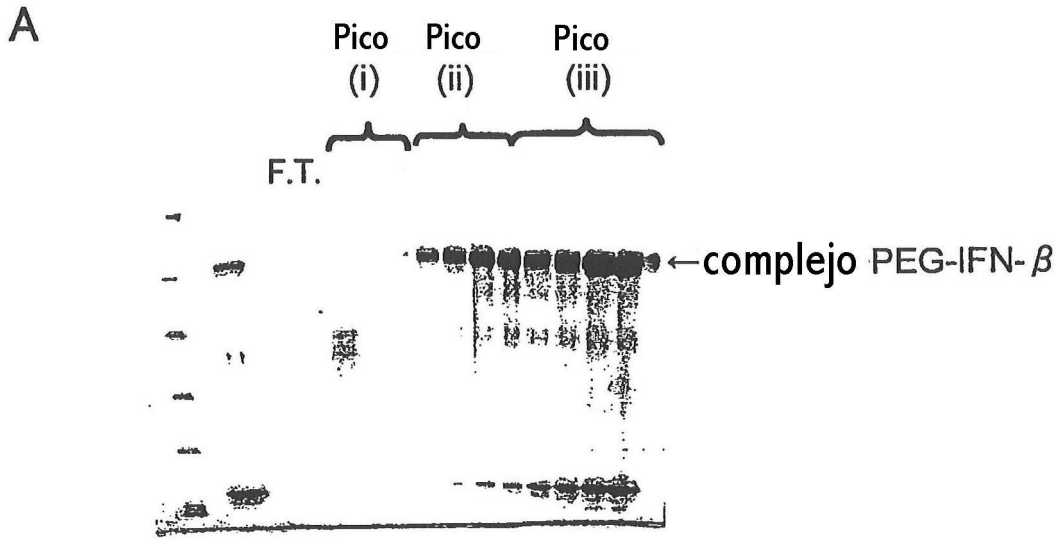 A
Pico (i)
Pico (ii)
Pico (iii)
F.T.
←complejo PEG-IFN-β